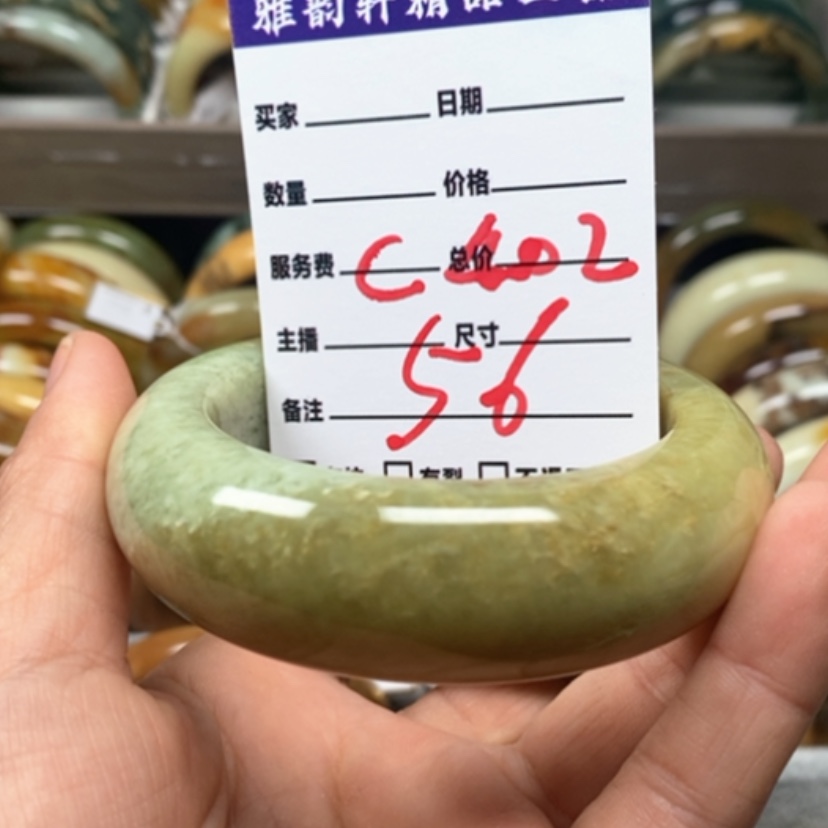 雅韵轩精品
买家 日期
数量 价格
服务费 C 总价 402
主播 尺寸
56
备注
有裂